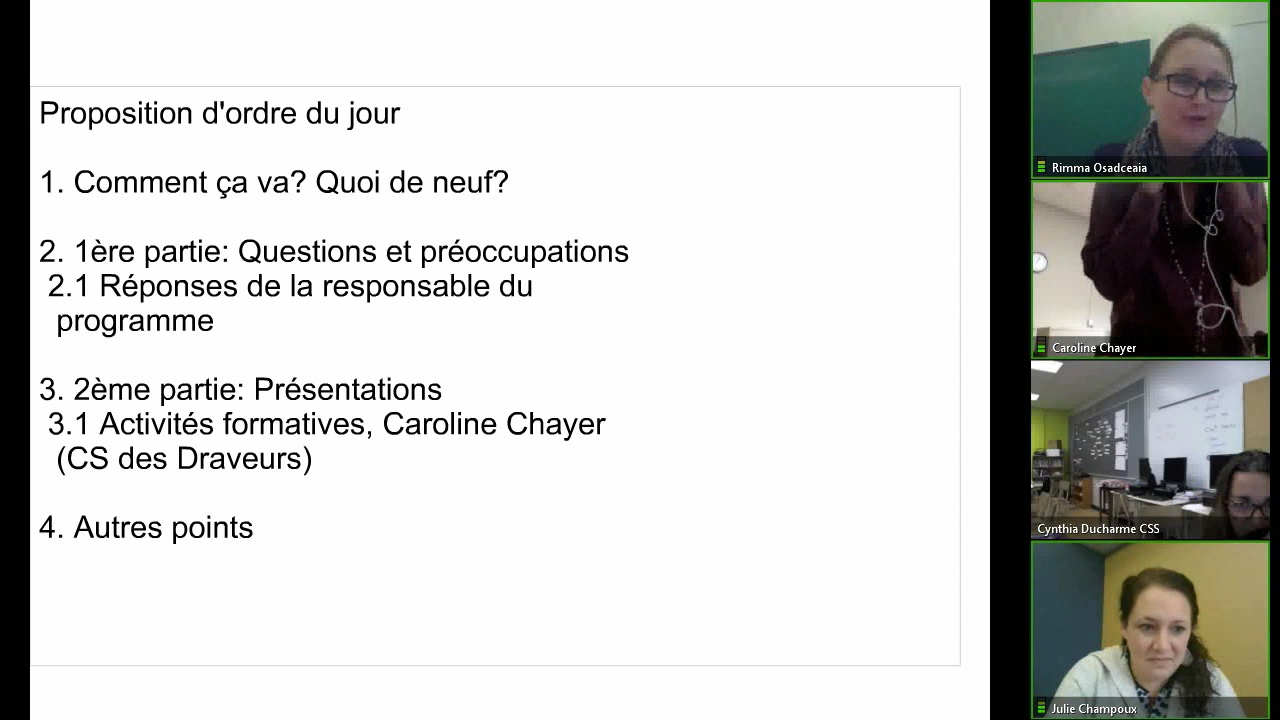 Proposition d'ordre du jour
1. Comment ça va? Quoi de neuf?
2. 1ère partie: Questions et préoccupations
2.1 Réponses de la responsable du
programme
3. 2ème partie: Présentations
3.1 Activités formatives, Caroline Chayer
(CS des Draveurs)
4. Autres points
Rimma Osadceaia
Caroline Chayer
Cynthia Ducharme CSS
Julie Champoux